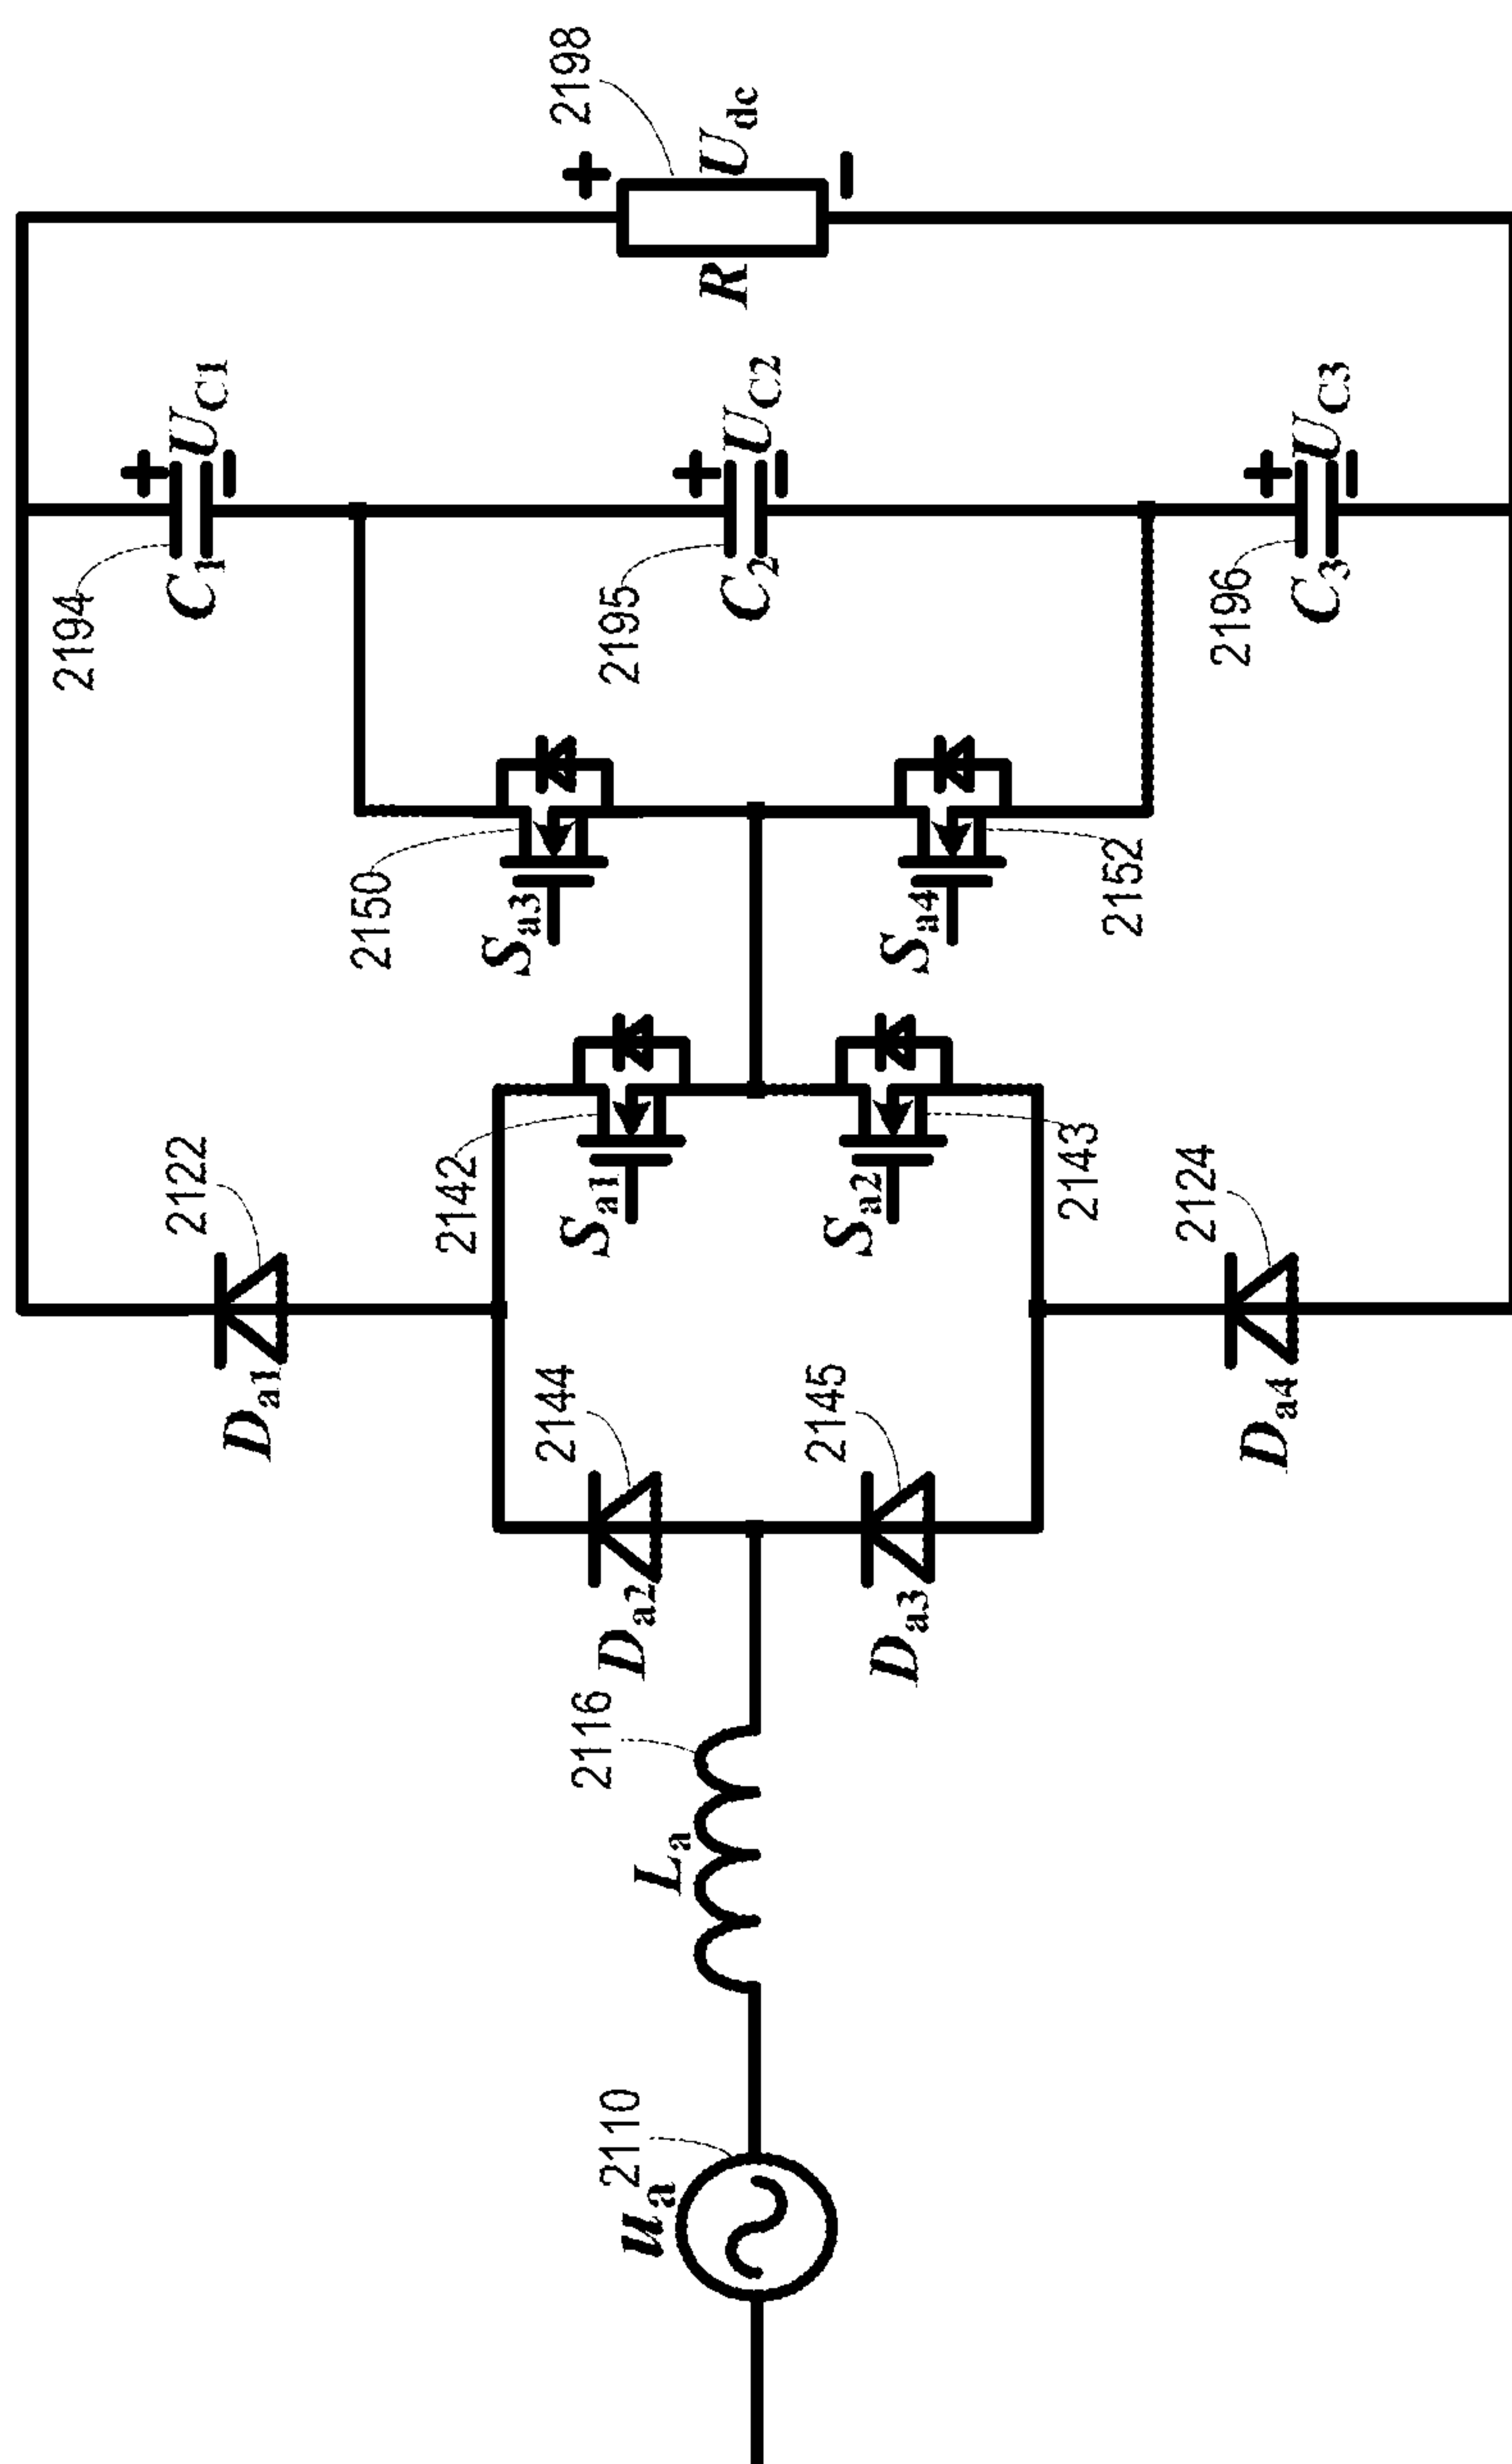 2198
+
U_dc
R
−
+
U_C1
−
C_1
2194
+
U_C2
−
C_2
2195
+
U_C3
−
C_3
2196
2150
S_a3
S_a4
2152
2122
D_a1
2142
S_a1
S_a2
2143
2124
D_a4
2144
D_a2
2145
D_a3
2116
L_a
2110
u_a